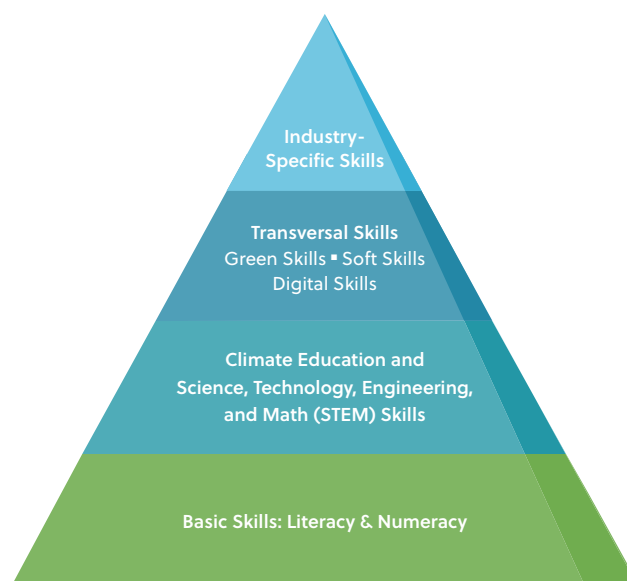 Industry-
Specific Skills
Transversal Skills
Green Skills ▪ Soft Skills
Digital Skills
Climate Education and
Science, Technology, Engineering,
and Math (STEM) Skills
Basic Skills: Literacy & Numeracy